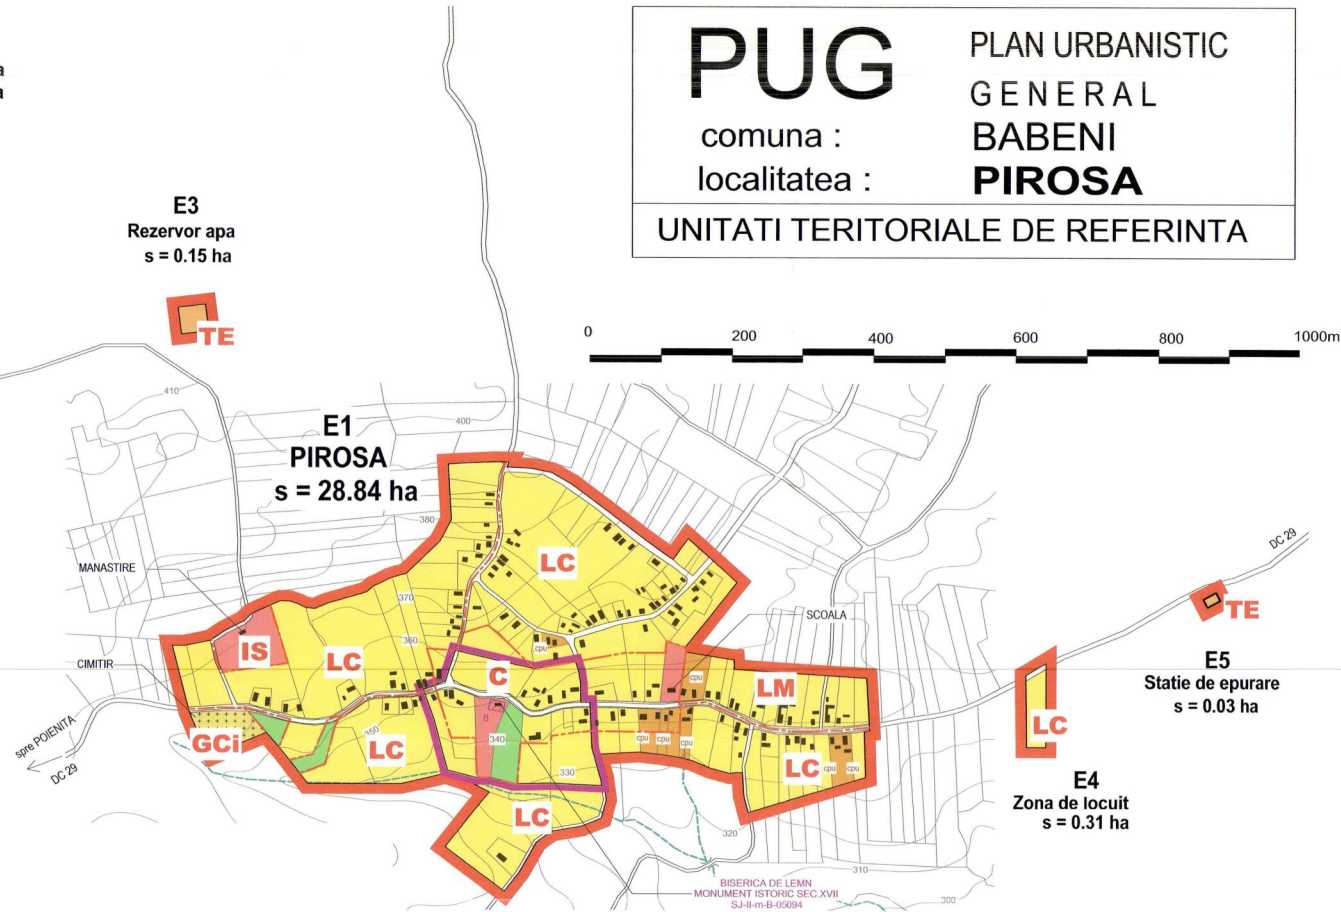 a
a
PUG
PLAN URBANISTIC
GENERAL
comuna :
BABENI
localitatea :
PIROSA
UNITATI TERITORIALE DE REFERINTA
E3
Rezervor apa
s = 0.15 ha
TE
0
200
400
600
800
1000m
410
400
E1
PIROSA
s = 28.84 ha
380
LC
DC 29
MANASTIRE
370
SCOALA
TE
360
IS
LC
cpu
CIMITIR
C
cpu
LM
E5
Statie de epurare
s = 0.03 ha
spre POIENITA
DC 29
GCi
350
LC
8
340
cpu
cpu
cpu
LC
330
LC
cpu
cpu
E4
Zona de locuit
s = 0.31 ha
LC
320
310
300
BISERICA DE LEMN
MONUMENT ISTORIC SEC.XVII
SJ-II-m-B-05094